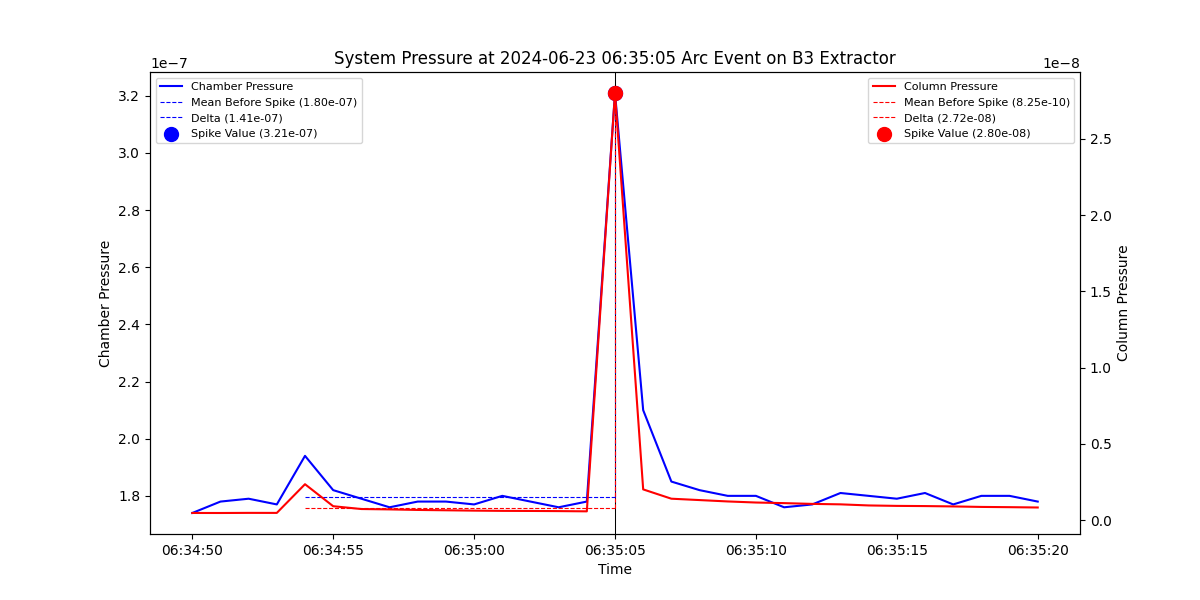 System Pressure at 2024-06-23 06:35:05 Arc Event on B3 Extractor
1e−7
1e−8
Chamber Pressure
Mean Before Spike (1.80e-07)
Delta (1.41e-07)
Spike Value (3.21e-07)
Column Pressure
Mean Before Spike (8.25e-10)
Delta (2.72e-08)
Spike Value (2.80e-08)
3.2
3.0
2.8
2.6
2.4
2.2
2.0
1.8
Chamber Pressure
2.5
2.0
1.5
1.0
0.5
0.0
Column Pressure
06:34:50 06:34:55 06:35:00 06:35:05 06:35:10 06:35:15 06:35:20
Time